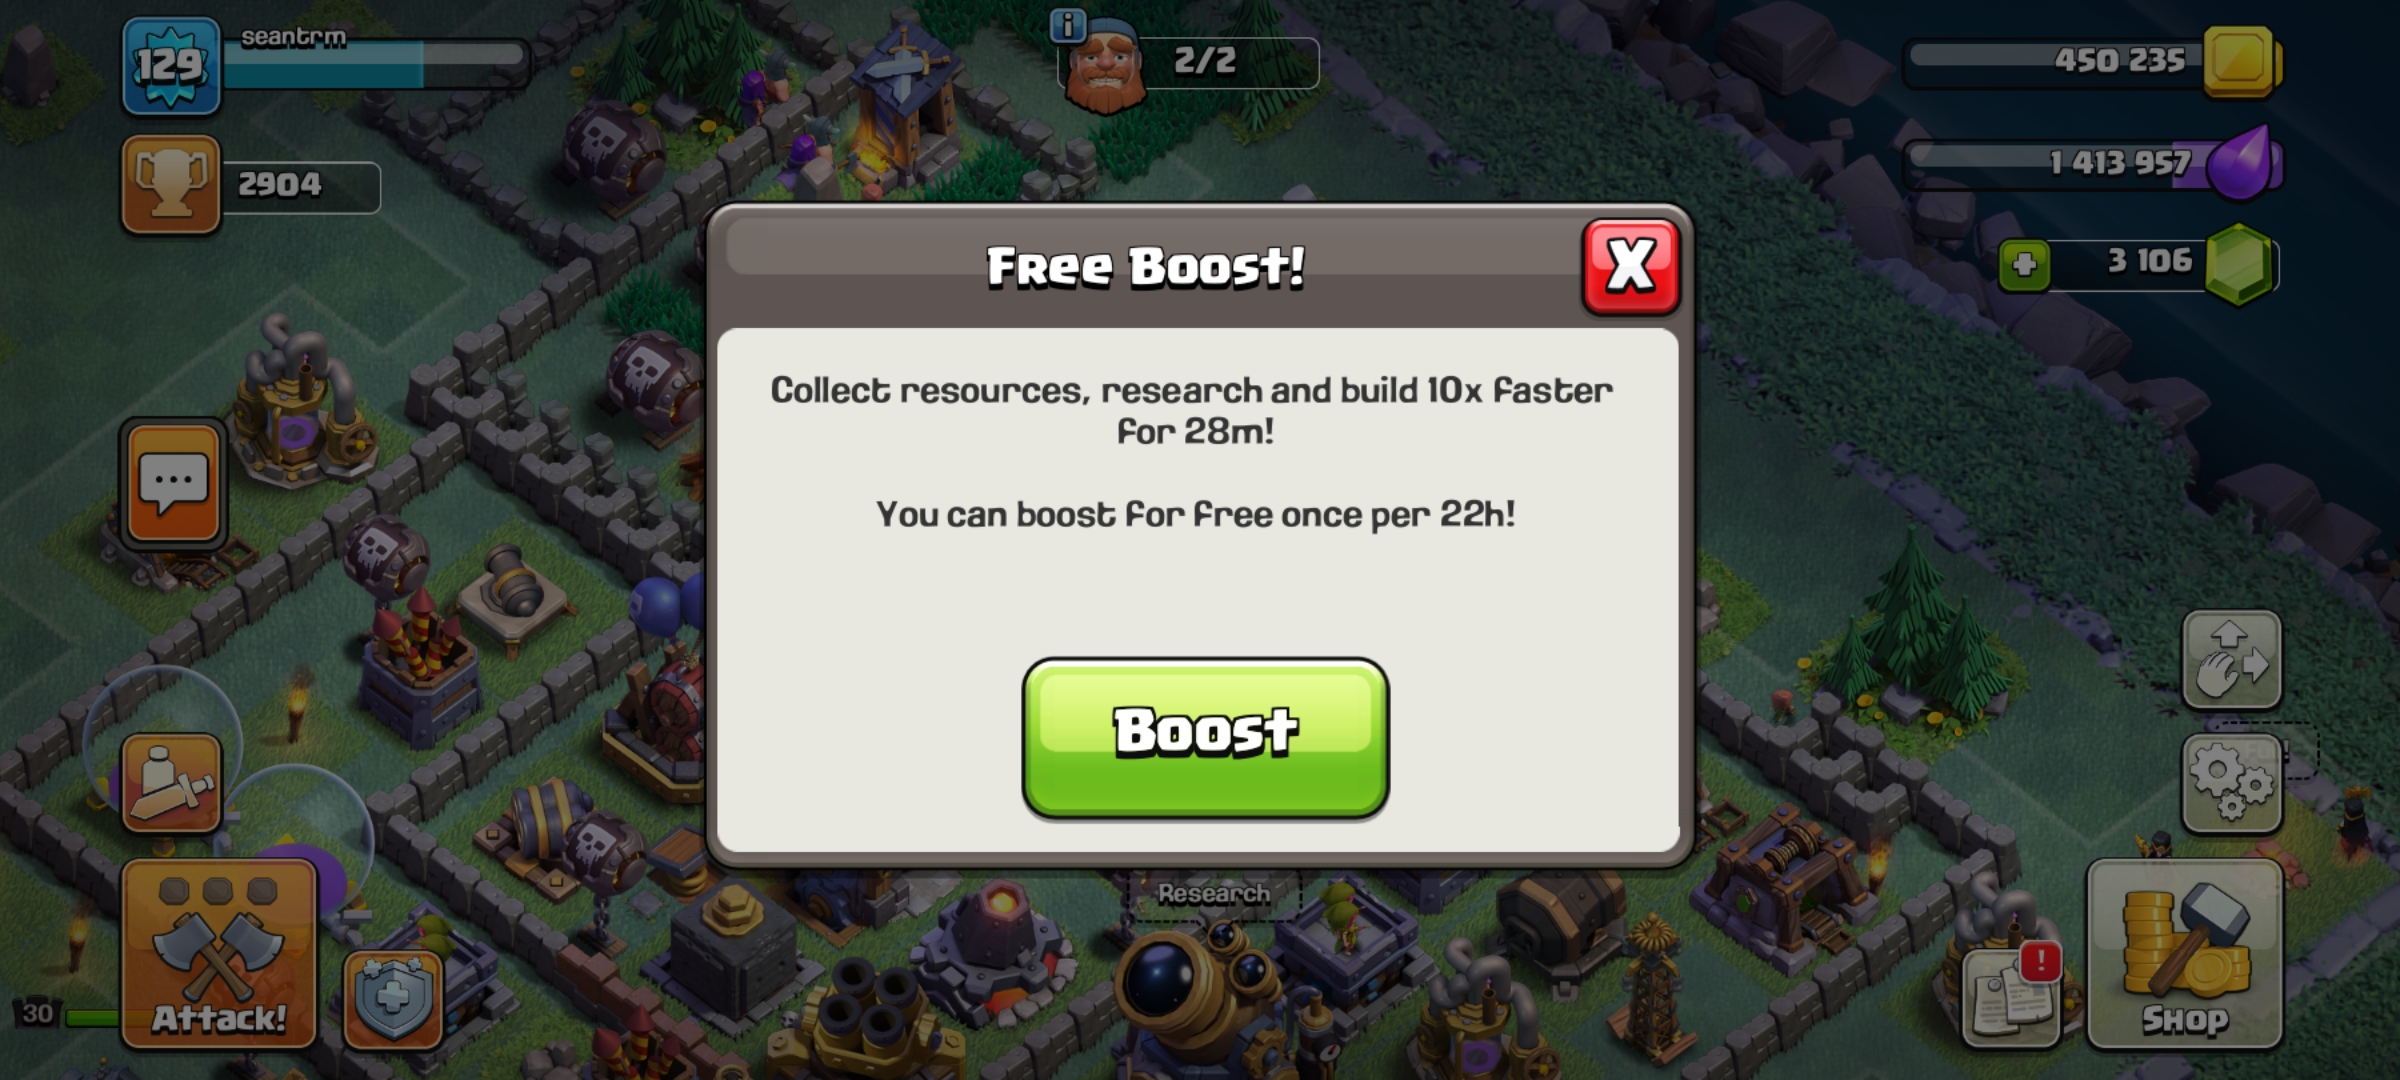 129
seantrm
2904
i
2/2
450 235
1 413 957
3 106
Free Boost!
X
Collect resources, research and build 10x faster
for 28m!
You can boost for free once per 22h!
Boost
Research
30
Attack!
!
Shop